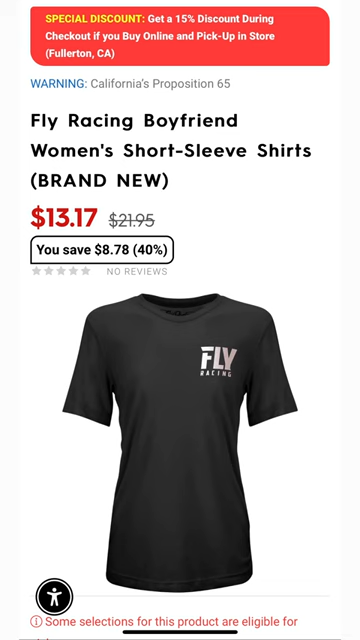 SPECIAL DISCOUNT: Get a 15% Discount During
Checkout if you Buy Online and Pick-Up in Store
(Fullerton, CA)
WARNING: California's Proposition 65
Fly Racing Boyfriend
Women's Short-Sleeve Shirts
(BRAND NEW)
$13.17 $21.95
You save $8.78 (40%)
NO REVIEWS
FLY
RACING
Some selections for this product are eligible for